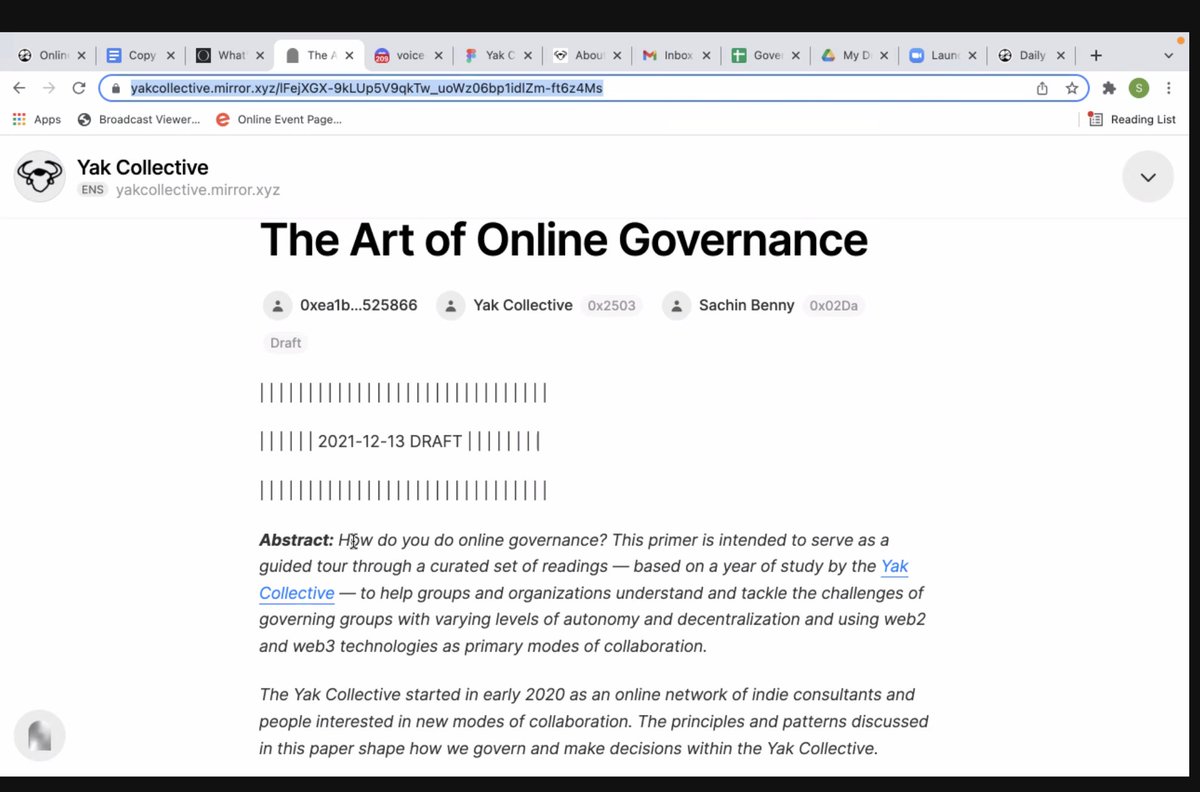 Onlin
Copy
What'
The A
voice
Yak C
About
Inbox
Gover
My D
Launc
Daily
yakcollective.mirror.xyz/lFejXGX-9kLUp5V9qkTw_uoWz06bp1idlZm-ft6z4Ms
S
Apps
Broadcast Viewer...
Online Event Page...
Reading List
Yak Collective
ENS yakcollective.mirror.xyz
The Art of Online Governance
0xea1b...525866 Yak Collective 0x2503 Sachin Benny 0x02Da
Draft
| | | | | | | | | | | | | | | | | | | | | | | | | | | | | |
| | | | | | 2021-12-13 DRAFT | | | | | | | |
| | | | | | | | | | | | | | | | | | | | | | | | | | | | | |
Abstract: How do you do online governance? This primer is intended to serve as a
guided tour through a curated set of readings — based on a year of study by the Yak
Collective — to help groups and organizations understand and tackle the challenges of
governing groups with varying levels of autonomy and decentralization and using web2
and web3 technologies as primary modes of collaboration.
The Yak Collective started in early 2020 as an online network of indie consultants and
people interested in new modes of collaboration. The principles and patterns discussed
in this paper shape how we govern and make decisions within the Yak Collective.